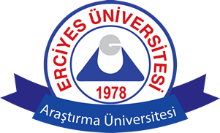 ERCİYES ÜNİVERSİTESİ
1978
Araştırma Üniversitesi